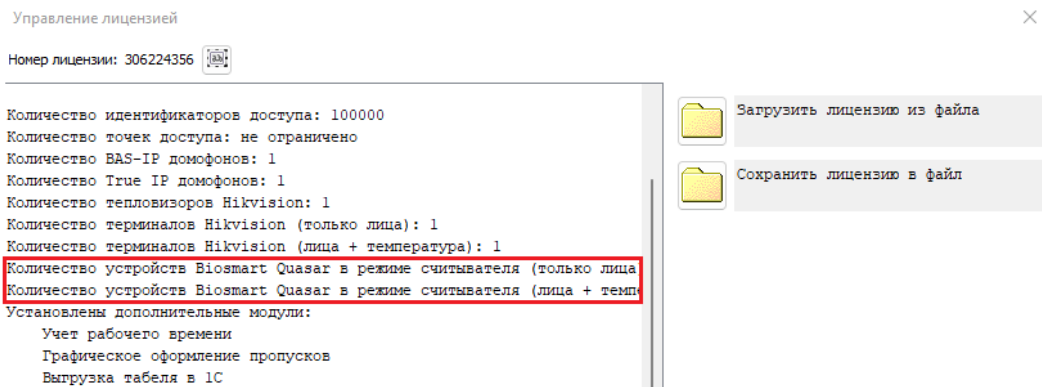 Управление лицензией
Номер лицензии: 306224356
Количество идентификаторов доступа: 100000
Количество точек доступа: не ограничено
Количество BAS-IP домофонов: 1
Количество True IP домофонов: 1
Количество тепловизоров Hikvision: 1
Количество терминалов Hikvision (только лица): 1
Количество терминалов Hikvision (лица + температура): 1
Количество устройств Biosmart Quasar в режиме считывателя (только лица
Количество устройств Biosmart Quasar в режиме считывателя (лица + темпе
Установлены дополнительные модули:
Учет рабочего времени
Графическое оформление пропусков
Выгрузка табеля в 1С
Загрузить лицензию из файла
Сохранить лицензию в файл